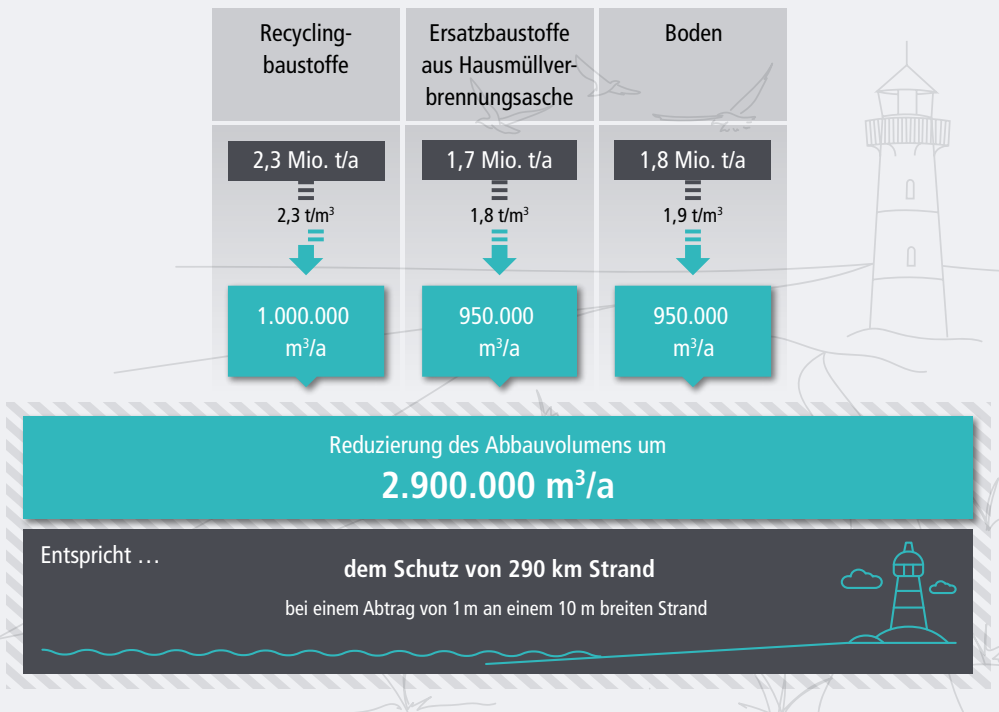 Recycling-
baustoffe
Ersatzbaustoffe
aus Hausmüllver-
brennungsasche
Boden
2,3 Mio. t/a
1,7 Mio. t/a
1,8 Mio. t/a
2,3 t/m³
1,8 t/m³
1,9 t/m³
1.000.000
m³/a
950.000
m³/a
950.000
m³/a
Reduzierung des Abbauvolumens um
2.900.000 m³/a
Entspricht …
dem Schutz von 290 km Strand
bei einem Abtrag von 1 m an einem 10 m breiten Strand